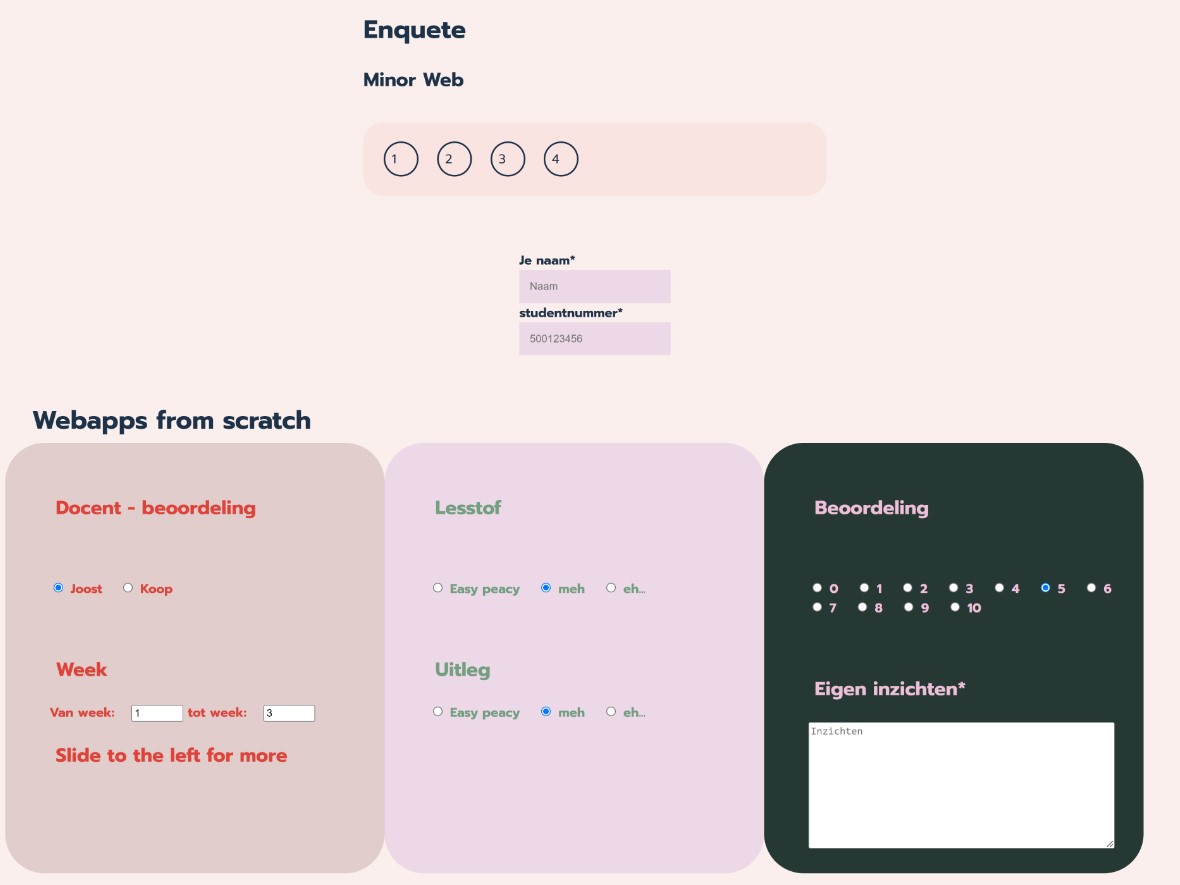 Enquete
Minor Web
1 2 3 4
Je naam*
Naam
studentnummer*
500123456
Webapps from scratch
Docent - beoordeling
Joost Koop
Week
Van week: 1 tot week: 3
Slide to the left for more
Lesstof
Easy peacy meh eh...
Uitleg
Easy peacy meh eh...
Beoordeling
0 1 2 3 4 5 6
7 8 9 10
Eigen inzichten*
Inzichten